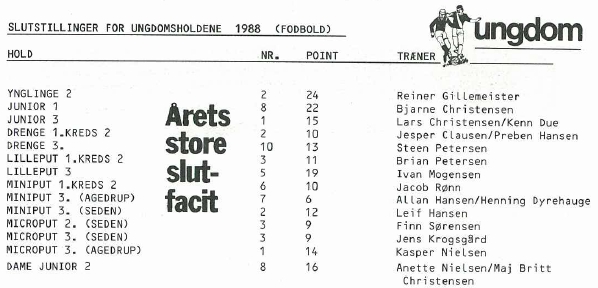 SLUTSTILLINGER FOR UNGDOMSHOLDENE 1988 (FODBOLD)
ungdom
HOLD NR. POINT TRÆNER
YNGLINGE 2 2 24 Reiner Gillemeister
JUNIOR 1 8 22 Bjarne Christensen
JUNIOR 3 1 15 Lars Christensen/Kenn Due
DRENGE 1.KREDS 2 2 10 Jesper Clausen/Preben Hansen
DRENGE 3. 10 13 Steen Petersen
LILLEPUT 1.KREDS 2 3 11 Brian Petersen
LILLEPUT 3 5 19 Ivan Mogensen
MINIPUT 1.KREDS 2 6 10 Jacob Rønn
MINIPUT 3. (AGEDRUP) 7 6 Allan Hansen/Henning Dyrehauge
MINIPUT 3. (SEDEN) 2 12 Leif Hansen
MICROPUT 2. (SEDEN) 3 9 Finn Sørensen
MICROPUT 3. (SEDEN) 3 9 Jens Krogsgård
MICROPUT 3. (AGEDRUP) 1 14 Kasper Nielsen
DAME JUNIOR 2 8 16 Anette Nielsen/Maj Britt
Christensen
Årets
store
slut-
facit